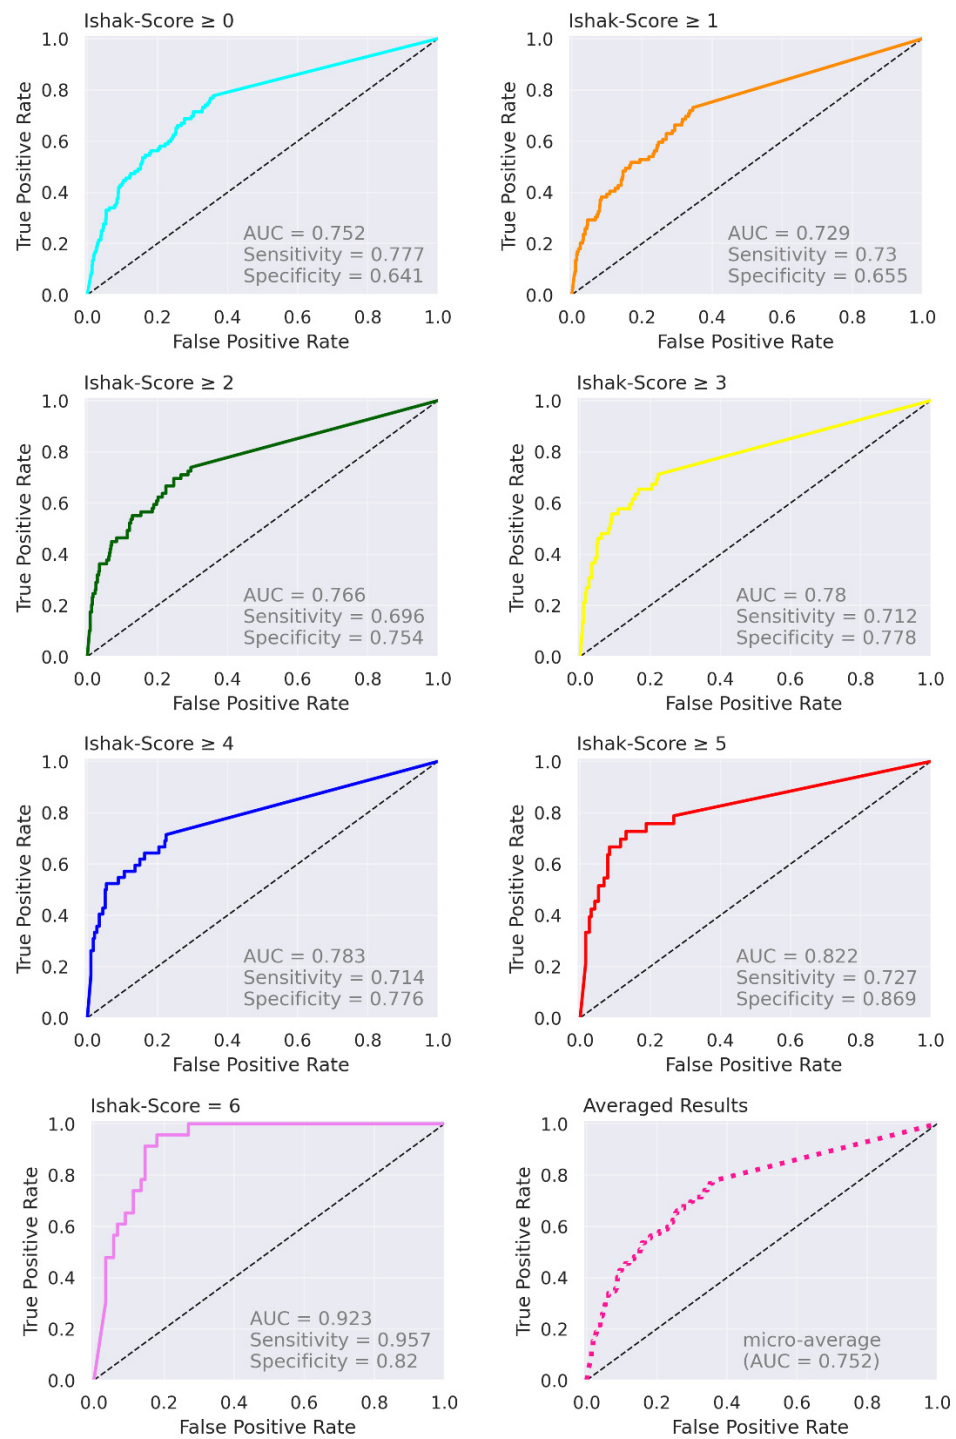 Ishak-Score ≥ 0
1.0
0.8
0.6
0.4
0.2
0.0
True Positive Rate
AUC = 0.752
Sensitivity = 0.777
Specificity = 0.641
0.0 0.2 0.4 0.6 0.8 1.0
False Positive Rate
Ishak-Score ≥ 1
1.0
0.8
0.6
0.4
0.2
0.0
True Positive Rate
AUC = 0.729
Sensitivity = 0.73
Specificity = 0.655
0.0 0.2 0.4 0.6 0.8 1.0
False Positive Rate
Ishak-Score ≥ 2
1.0
0.8
0.6
0.4
0.2
0.0
True Positive Rate
AUC = 0.766
Sensitivity = 0.696
Specificity = 0.754
0.0 0.2 0.4 0.6 0.8 1.0
False Positive Rate
Ishak-Score ≥ 3
1.0
0.8
0.6
0.4
0.2
0.0
True Positive Rate
AUC = 0.78
Sensitivity = 0.712
Specificity = 0.778
0.0 0.2 0.4 0.6 0.8 1.0
False Positive Rate
Ishak-Score ≥ 4
1.0
0.8
0.6
0.4
0.2
0.0
True Positive Rate
AUC = 0.783
Sensitivity = 0.714
Specificity = 0.776
0.0 0.2 0.4 0.6 0.8 1.0
False Positive Rate
Ishak-Score ≥ 5
1.0
0.8
0.6
0.4
0.2
0.0
True Positive Rate
AUC = 0.822
Sensitivity = 0.727
Specificity = 0.869
0.0 0.2 0.4 0.6 0.8 1.0
False Positive Rate
Ishak-Score = 6
1.0
0.8
0.6
0.4
0.2
0.0
True Positive Rate
AUC = 0.923
Sensitivity = 0.957
Specificity = 0.82
0.0 0.2 0.4 0.6 0.8 1.0
False Positive Rate
Averaged Results
1.0
0.8
0.6
0.4
0.2
0.0
True Positive Rate
micro-average
(AUC = 0.752)
0.0 0.2 0.4 0.6 0.8 1.0
False Positive Rate